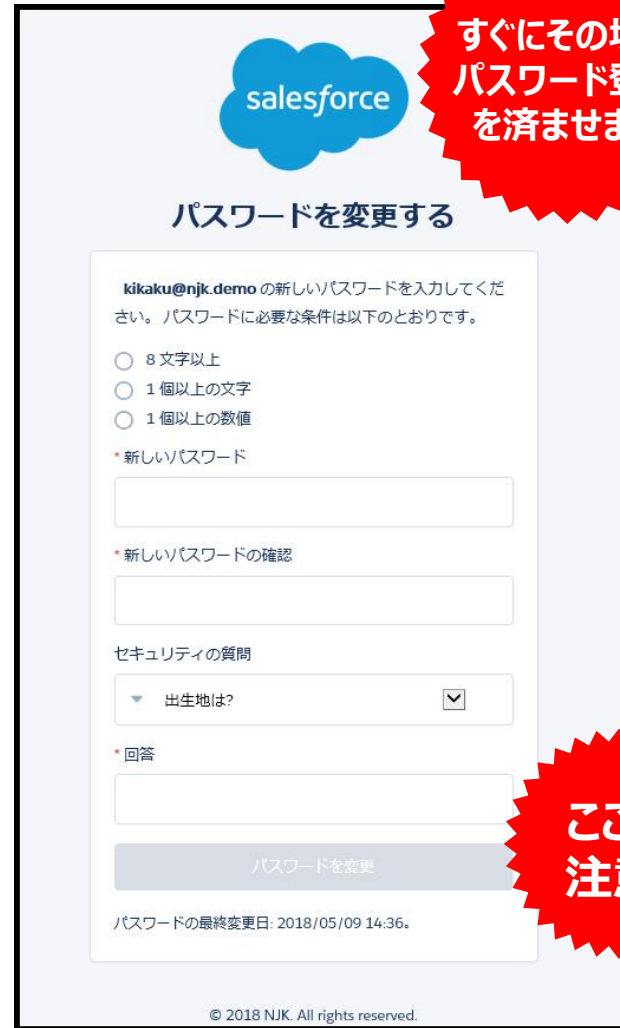 すぐにその
パスワード
を済ませ
salesforce
パスワードを変更する
kikaku@njk.demo の新しいパスワードを入力してくだ
さい。 パスワードに必要な条件は以下のとおりです。
8 文字以上
1 個以上の文字
1 個以上の数値
* 新しいパスワード
* 新しいパスワードの確認
セキュリティの質問
出生地は?
* 回答
パスワードを変更
ここ
注意
パスワードの最終変更日: 2018/05/09 14:36。
© 2018 NJK. All rights reserved.